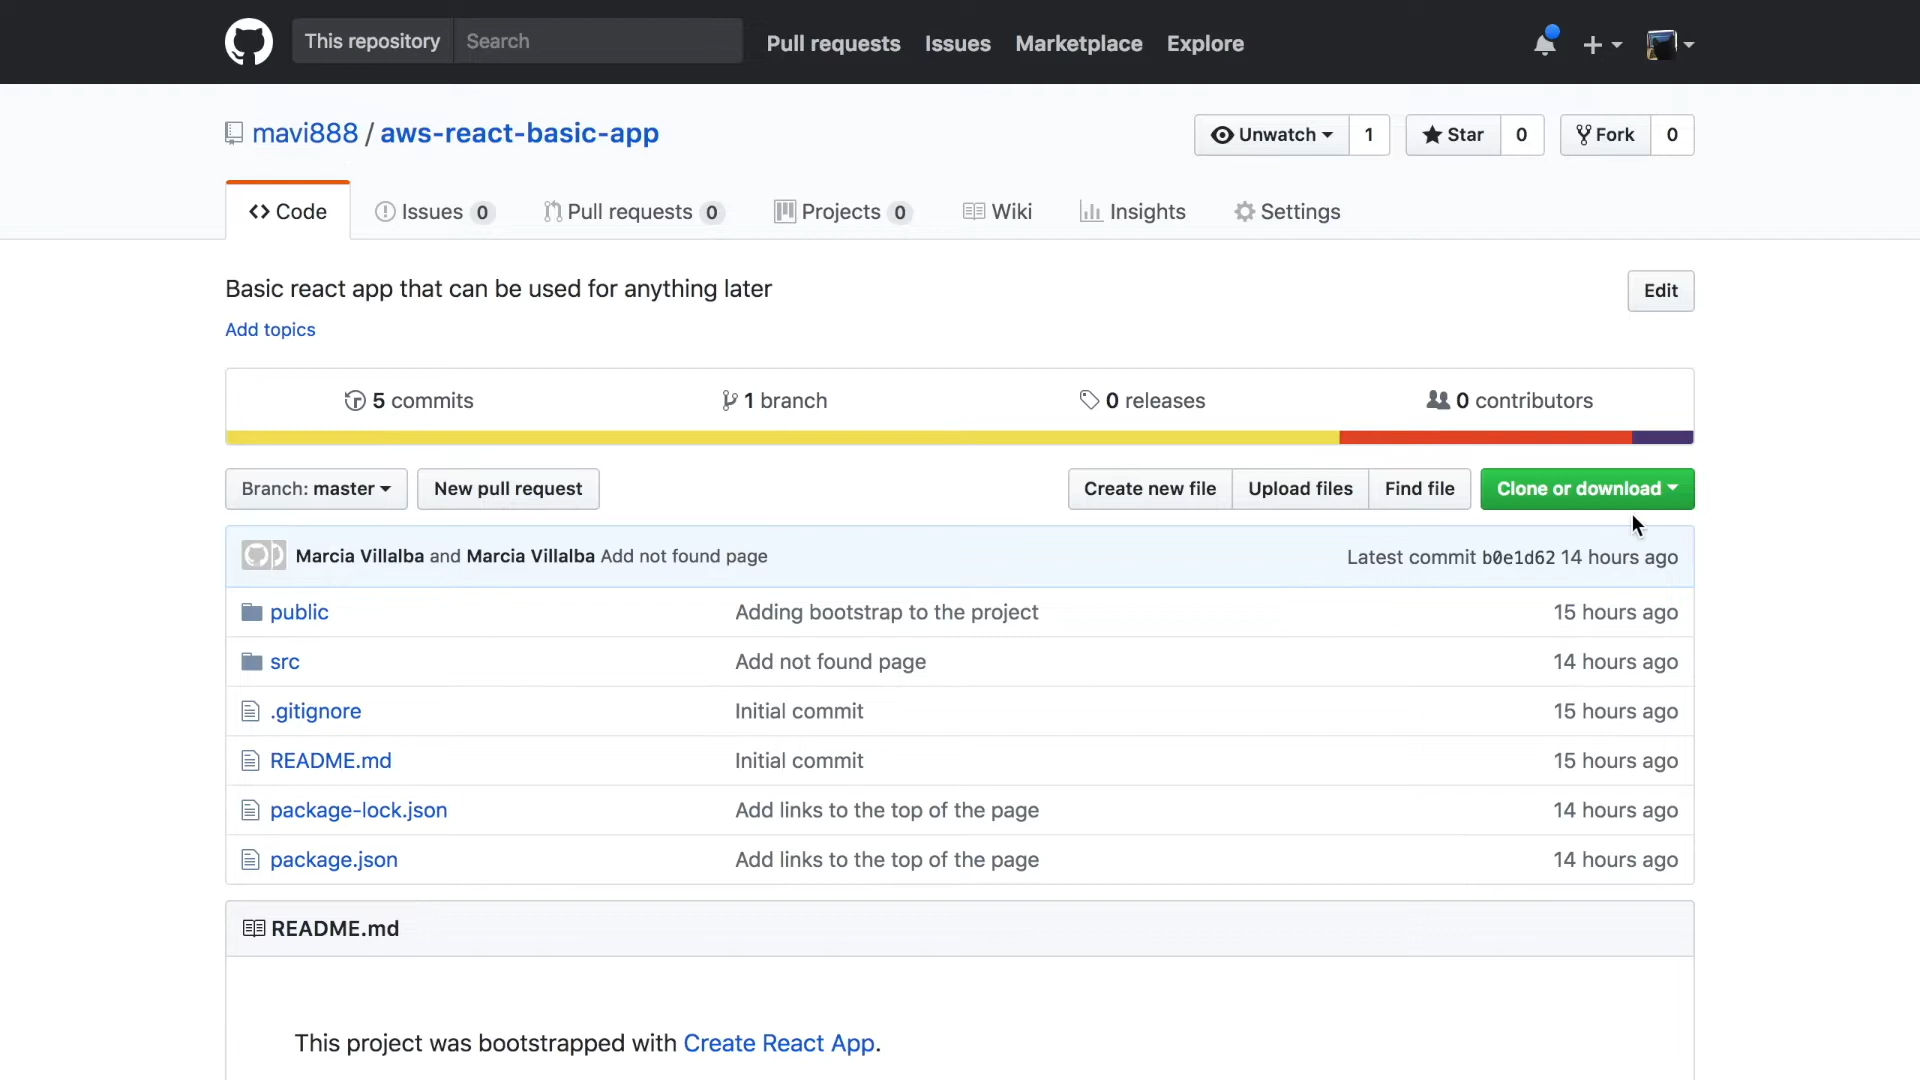 This repository Search Pull requests Issues Marketplace Explore
mavi888 / aws-react-basic-app Unwatch 1 Star 0 Fork 0
Code Issues 0 Pull requests 0 Projects 0 Wiki Insights Settings
Basic react app that can be used for anything later Edit
Add topics
5 commits 1 branch 0 releases 0 contributors
Branch: master New pull request Create new file Upload files Find file Clone or download
Marcia Villalba and Marcia Villalba Add not found page Latest commit b0e1d62 14 hours ago
public Adding bootstrap to the project 15 hours ago
src Add not found page 14 hours ago
.gitignore Initial commit 15 hours ago
README.md Initial commit 15 hours ago
package-lock.json Add links to the top of the page 14 hours ago
package.json Add links to the top of the page 14 hours ago
README.md
This project was bootstrapped with Create React App.